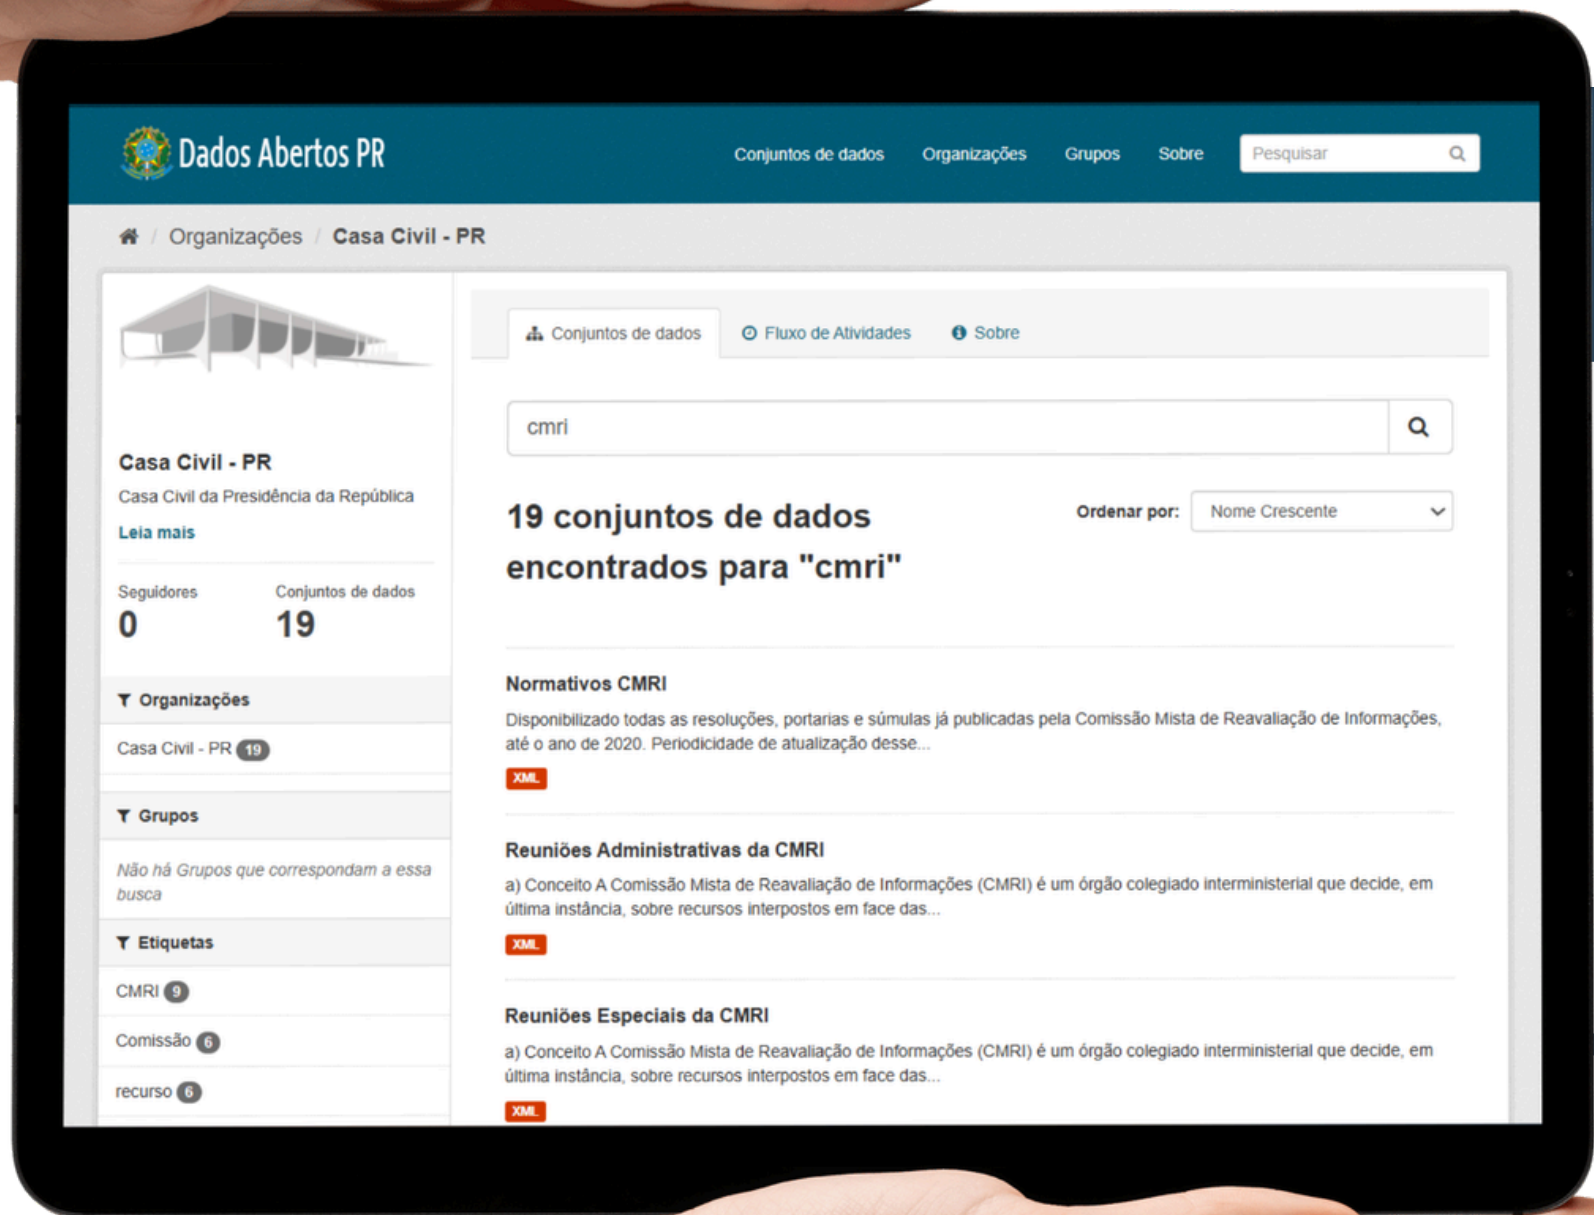 Dados Abertos PR
Conjuntos de dados Organizações Grupos Sobre Pesquisar
/ Organizações / Casa Civil - PR
Casa Civil - PR
Casa Civil da Presidência da República
Leia mais
Seguidores Conjuntos de dados
0 19
Organizações
Casa Civil - PR 19
Grupos
Não há Grupos que correspondam a essa
busca
Etiquetas
CMRI 9
Comissão 6
recurso 6
Conjuntos de dados Fluxo de Atividades Sobre
cmri
19 conjuntos de dados
encontrados para "cmri"
Ordenar por: Nome Crescente
Normativos CMRI
Disponibilizado todas as resoluções, portarias e súmulas já publicadas pela Comissão Mista de Reavaliação de Informações,
até o ano de 2020. Periodicidade de atualização desse...
XML
Reuniões Administrativas da CMRI
a) Conceito A Comissão Mista de Reavaliação de Informações (CMRI) é um órgão colegiado interministerial que decide, em
última instância, sobre recursos interpostos em face das...
XML
Reuniões Especiais da CMRI
a) Conceito A Comissão Mista de Reavaliação de Informações (CMRI) é um órgão colegiado interministerial que decide, em
última instância, sobre recursos interpostos em face das...
XML